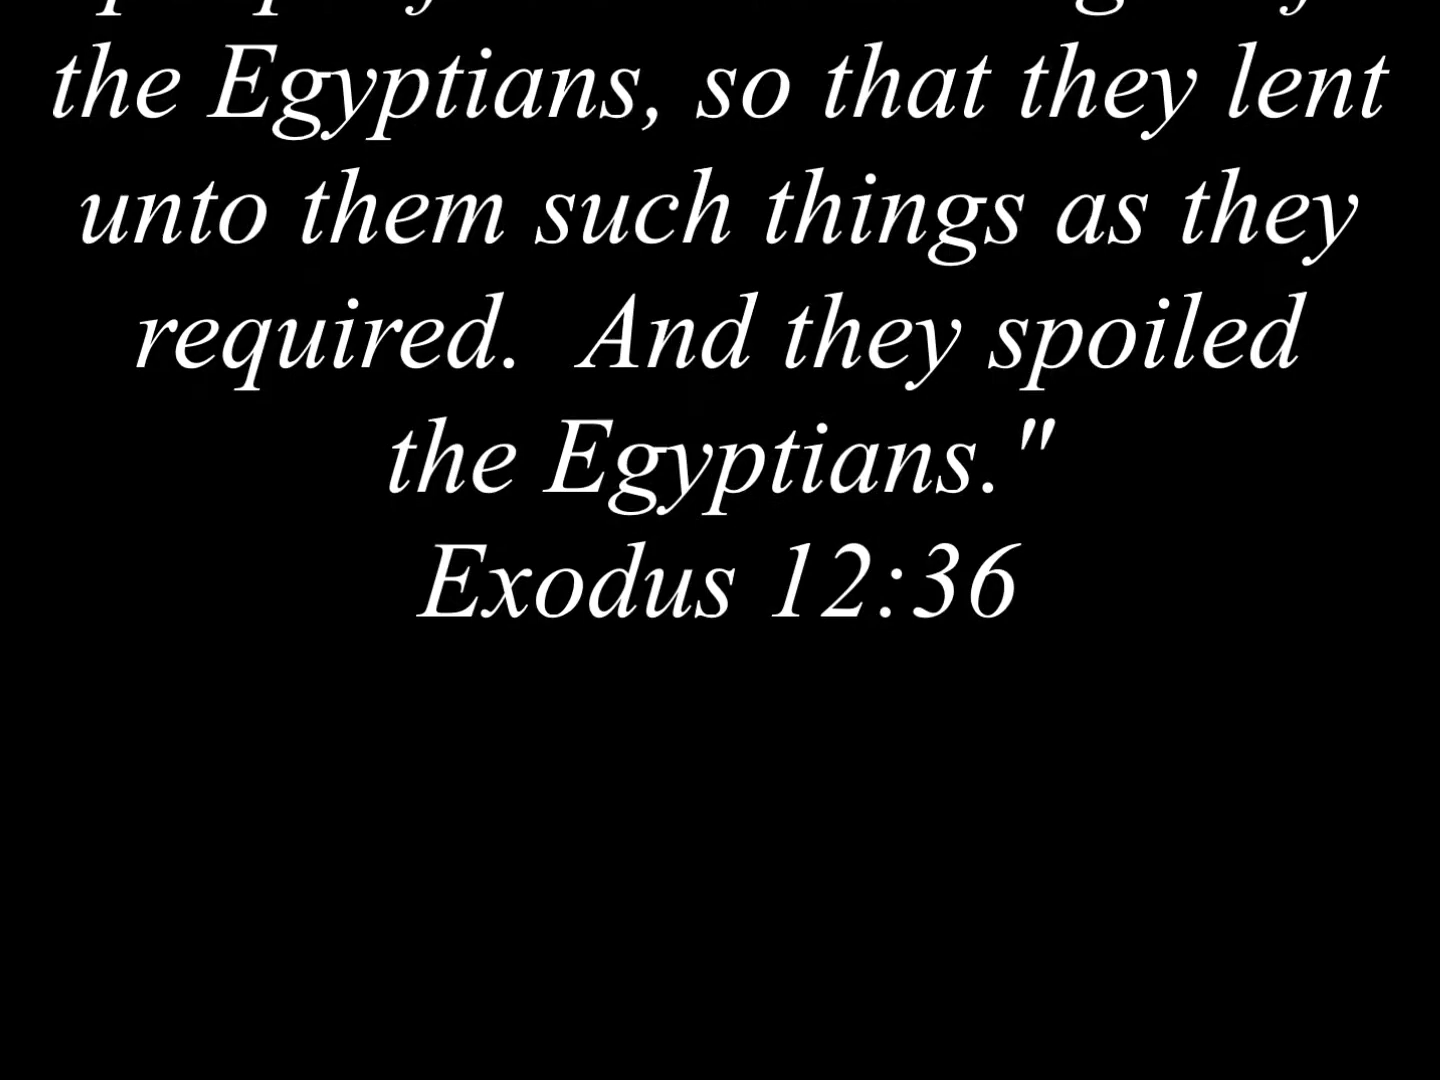 the Egyptians, so that they lent
unto them such things as they
required.  And they spoiled
the Egyptians."
Exodus 12:36